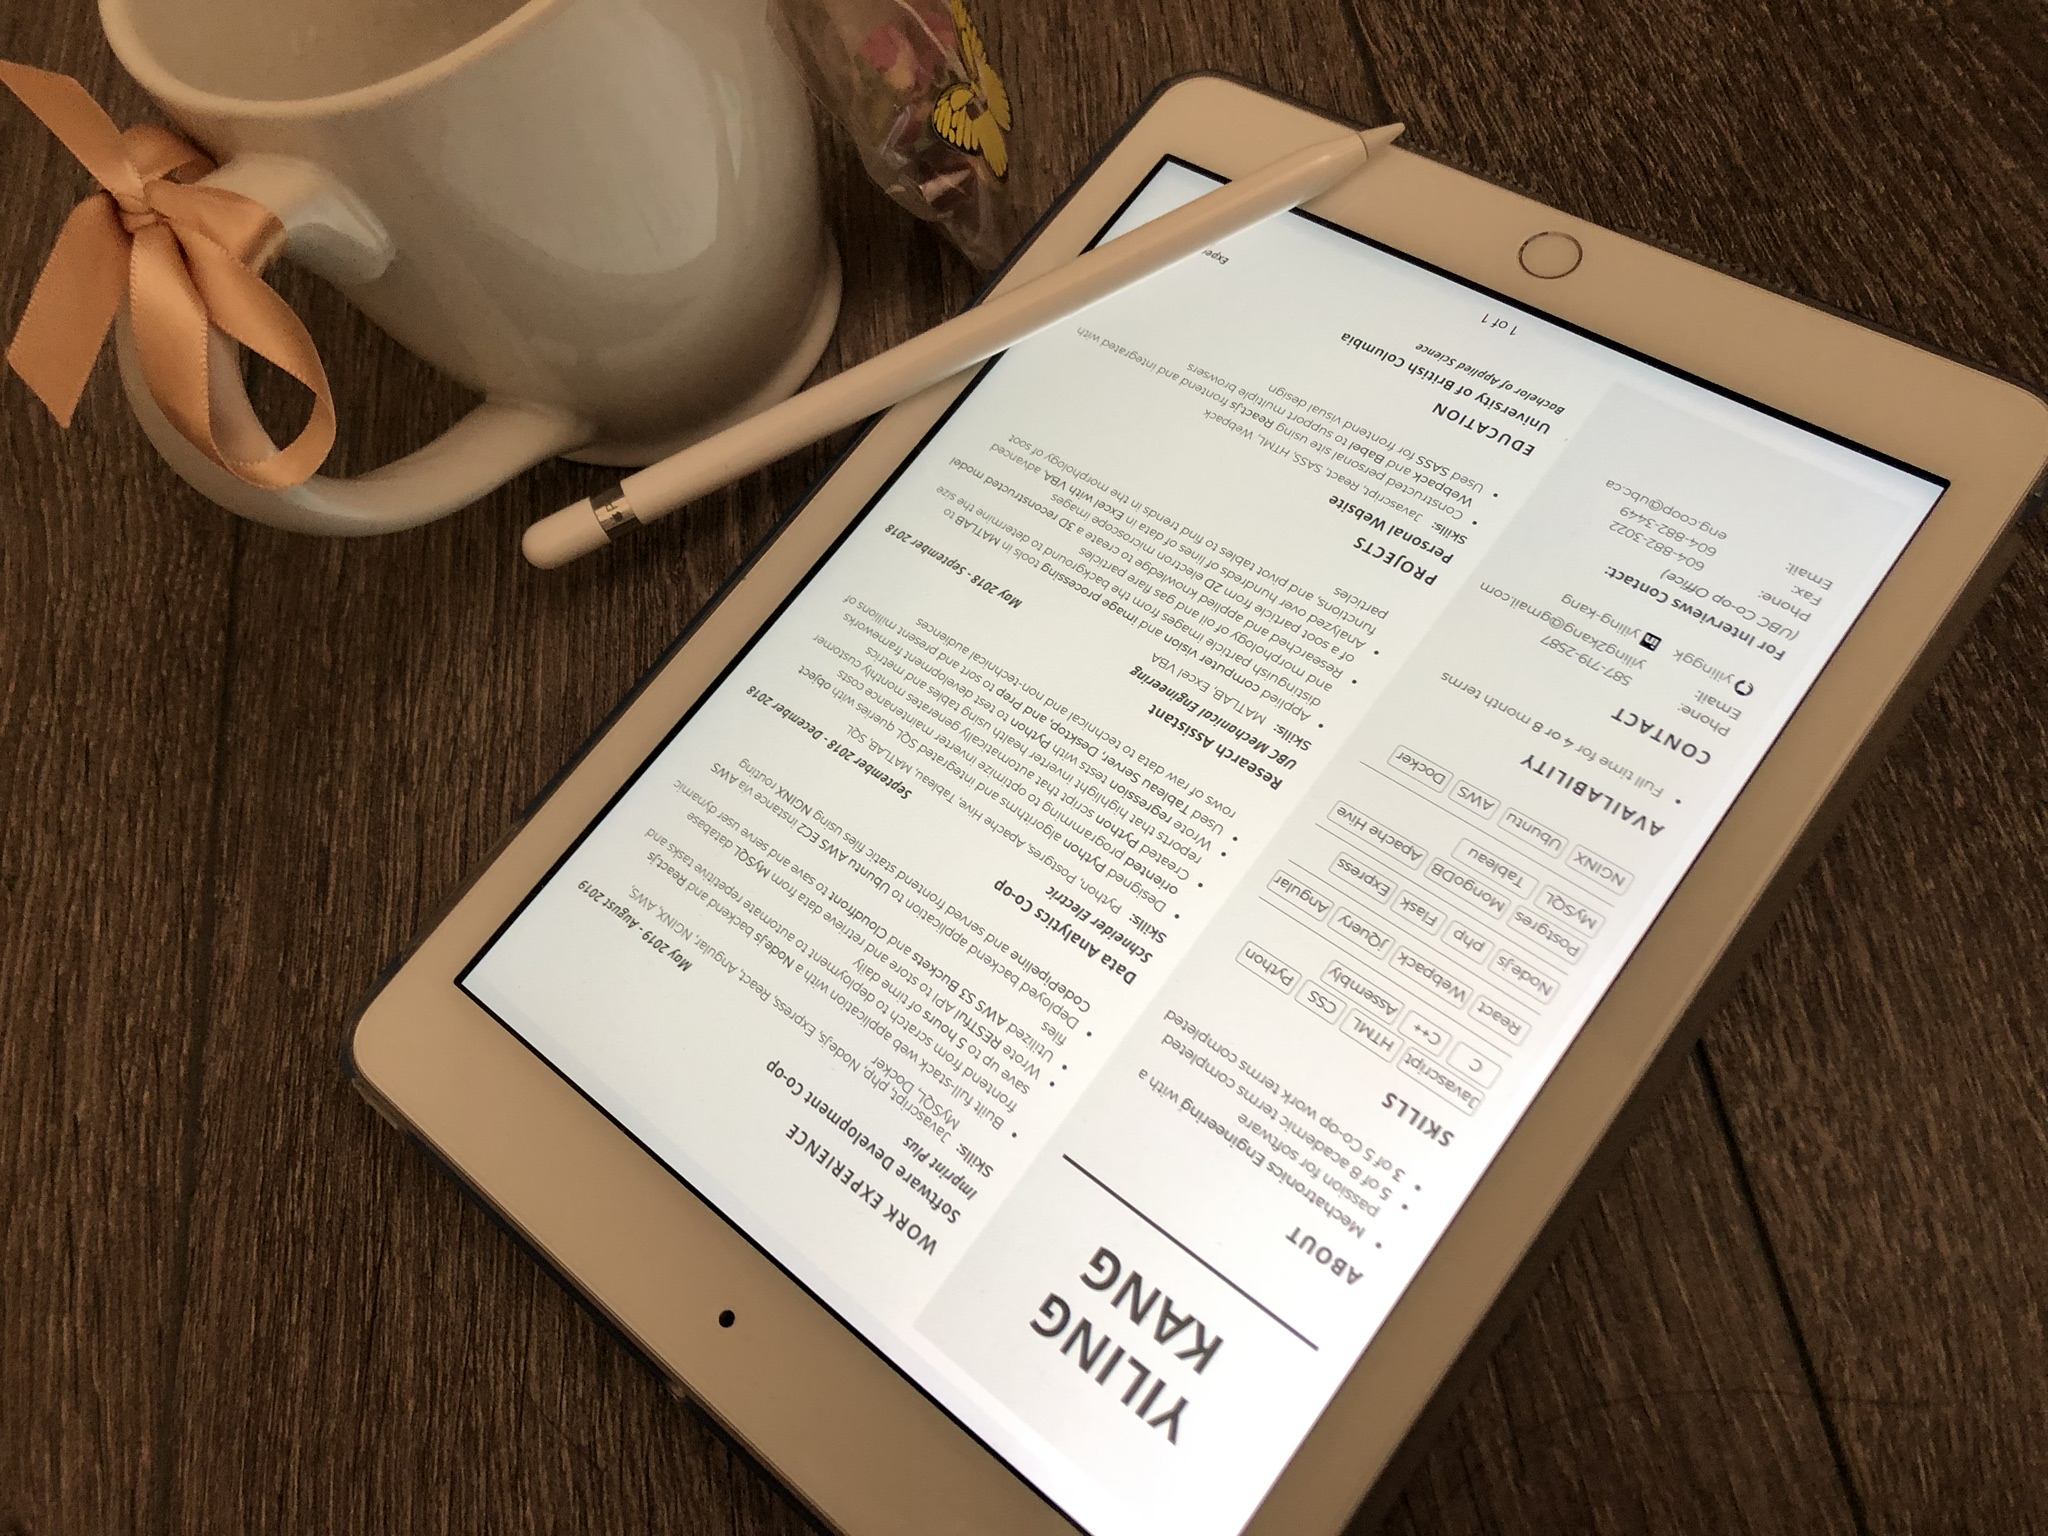 YILING
KANG
ABOUT
• Mechatronics Engineering with a
passion for software
• 5 of 8 academic terms completed
• 3 of 5 Co-op work terms completed
SKILLS
Javascript HTML CSS Python
C C++ Assembly
React Webpack jQuery Angular
Nodejs php Flask Express
Postgres MongoDB Apache Hive
MySQL Tableau
NGINX Ubuntu AWS Docker
AVAILABILITY
• Full time for 4 or 8 month terms
CONTACT
Phone: 587-719-2587
Email: yiling2kang@gmail.com
yilinggk in yiling-kang
For Interviews Contact:
(UBC Co-op Office)
Phone: 604-882-3022
Fax: 604-882-3449
Email: eng.coop@ubc.ca
WORK EXPERIENCE
Software Development Co-op
Imprint Plus May 2019 - August 2019
Skills: Javascript, php, Nodejs, Express, React, Angular, NGINX, AWS,
MySQL, Docker
• Built full-stack web application with a Nodejs backend and Reactjs
frontend from scratch to deployment to automate repetitive tasks and
save up to 5 hours of time daily
• Wrote RESTful API to store and retrieve data from MySQL database
• Utilized AWS S3 Buckets and Cloudfront to save and serve user dynamic
files
• Deployed backend application to Ubuntu AWS EC2 instance via AWS
CodePipeline and served frontend static files using NGINX routing
Data Analytics Co-op
Schneider Electric September 2018 - December 2018
Skills: Python, Postgres, Apache Hive, Tableau, MATLAB, SQL
• Designed programming algorithms and integrated SQL queries with object
oriented Python to optimize inverter maintenance costs
• Created Python script that automatically generates monthly customer
reports that highlight inverter health using tables and metrics
• Wrote regression tests with Python to develop test development frameworks
• Used Tableau Server, Desktop, and Prep to sort and present millions of
rows of raw data to technical and non-technical audiences
Research Assistant
UBC Mechanical Engineering May 2018 - September 2018
Skills: MATLAB, Excel VBA
• Applied computer vision and image processing tools in MATLAB to
distinguish particle images from the background to determine the size
and morphology of oil and gas flare particles
• Researched and applied knowledge to create a 3D reconstructed model
of a soot particle from 2D electron microscope images
• Analyzed over hundreds of lines of data in Excel with VBA, advanced
functions, and pivot tables to find trends in the morphology of soot
particles
PROJECTS
Personal Website
Skills: Javascript, React, SASS, HTML, Webpack
• Constructed personal site using Reactjs frontend and integrated with
Webpack and Babel to support multiple browsers
• Used SASS for frontend visual design
EDUCATION
University of British Columbia
Bachelor of Applied Science
1 of 1